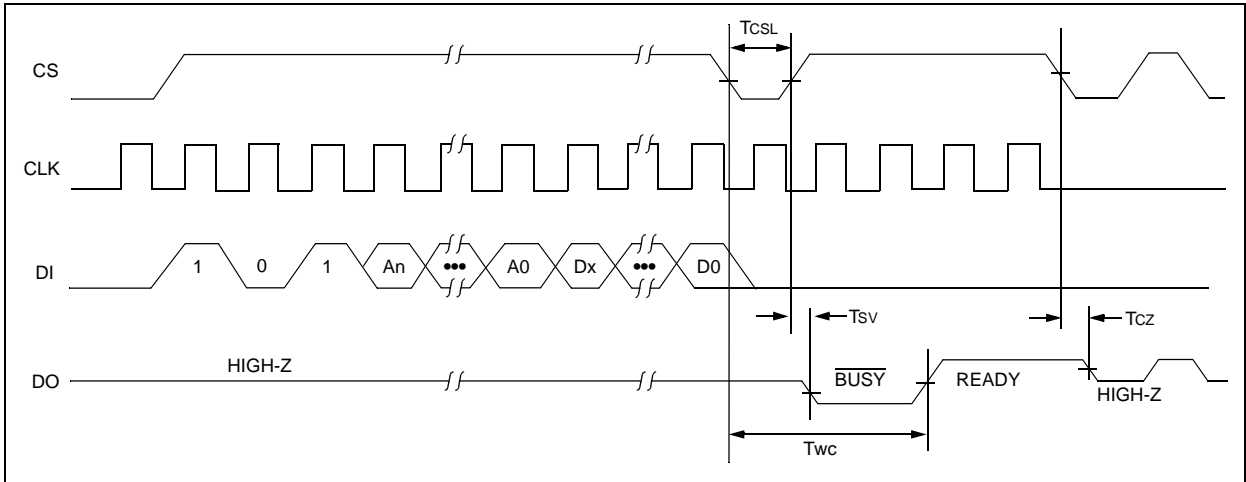 TCSL
CS
CLK
DI
1 0 1 An ••• A0 Dx ••• D0
TSV
TCZ
HIGH-Z
DO
BUSY
READY
HIGH-Z
TWC